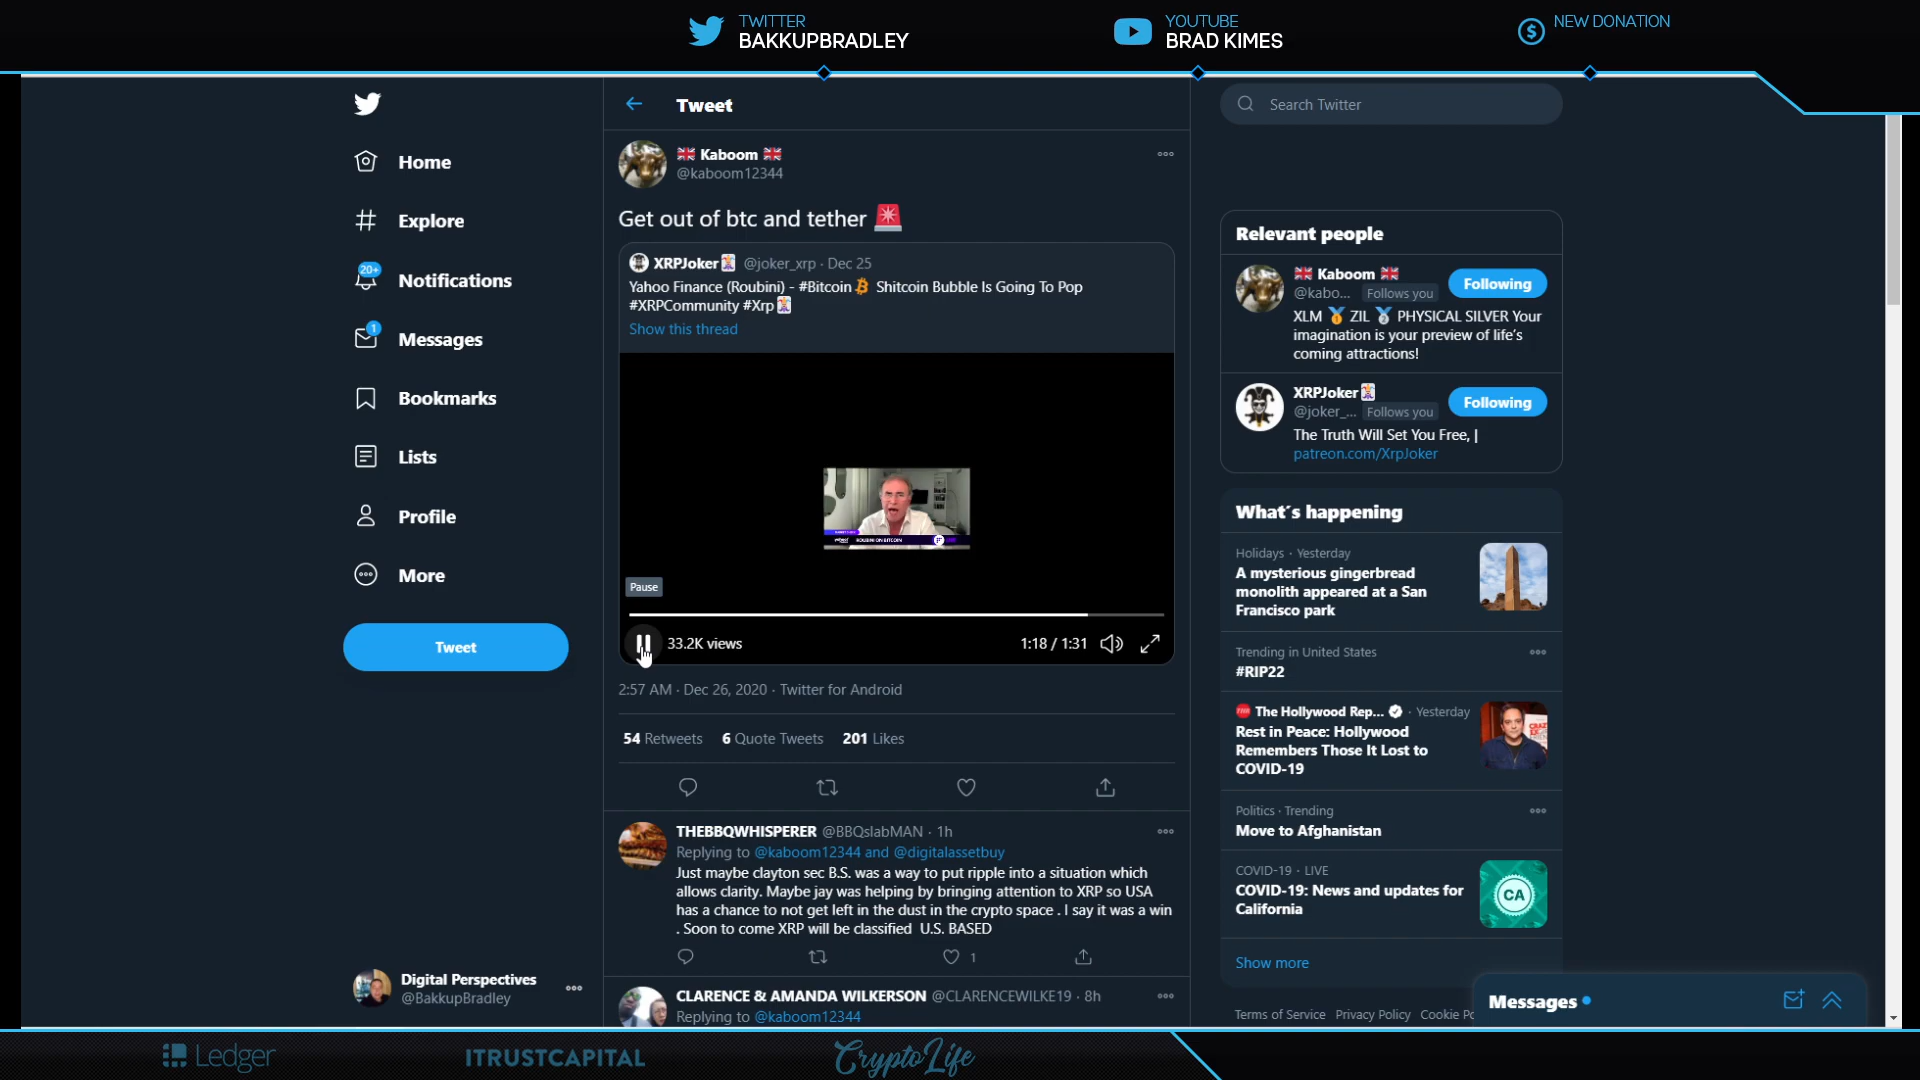 TWITTER
BAKKUPBRADLEY
YOUTUBE
BRAD KIMES
NEW DONATION
Home
Explore
20+
Notifications
1
Messages
Bookmarks
Lists
Profile
More
Tweet
Digital Perspectives
@BakkupBradley
Tweet
Kaboom
@kaboom12344
Get out of btc and tether
XRPJoker @joker_xrp · Dec 25
Yahoo Finance (Roubini) - #Bitcoin Shitcoin Bubble Is Going To Pop
#XRPCommunity #Xrp
Show this thread
ROUBINI ON BITCOIN
Pause
33.2K views
1:18 / 1:31
2:57 AM · Dec 26, 2020 · Twitter for Android
54 Retweets 6 Quote Tweets 201 Likes
THEBBQWHISPERER @BBQslabMAN · 1h
Replying to @kaboom12344 and @digitalassetbuy
Just maybe clayton sec B.S. was a way to put ripple into a situation which
allows clarity. Maybe jay was helping by bringing attention to XRP so USA
has a chance to not get left in the dust in the crypto space . I say it was a win
. Soon to come XRP will be classified U.S. BASED
1
CLARENCE & AMANDA WILKERSON @CLARENCEWILKE19 · 8h
Replying to @kaboom12344
Search Twitter
Relevant people
Kaboom
@kabo... Follows you
Following
XLM ZIL PHYSICAL SILVER Your
imagination is your preview of life's
coming attractions!
XRPJoker
@joker_... Follows you
Following
The Truth Will Set You Free, |
patreon.com/XrpJoker
What's happening
Holidays · Yesterday
A mysterious gingerbread
monolith appeared at a San
Francisco park
Trending in United States
#RIP22
The Hollywood Rep... · Yesterday
Rest in Peace: Hollywood
Remembers Those It Lost to
COVID-19
Politics · Trending
Move to Afghanistan
COVID-19 · LIVE
COVID-19: News and updates for
California
CA
Show more
Terms of Service Privacy Policy Cookie Po
Messages
Ledger
ITRUSTCAPITAL
CryptoLife